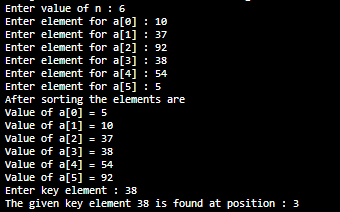 Enter value of n : 6
Enter element for a[0] : 10
Enter element for a[1] : 37
Enter element for a[2] : 92
Enter element for a[3] : 38
Enter element for a[4] : 54
Enter element for a[5] : 5
After sorting the elements are
Value of a[0] = 5
Value of a[1] = 10
Value of a[2] = 37
Value of a[3] = 38
Value of a[4] = 54
Value of a[5] = 92
Enter key element : 38
The given key element 38 is found at position : 3